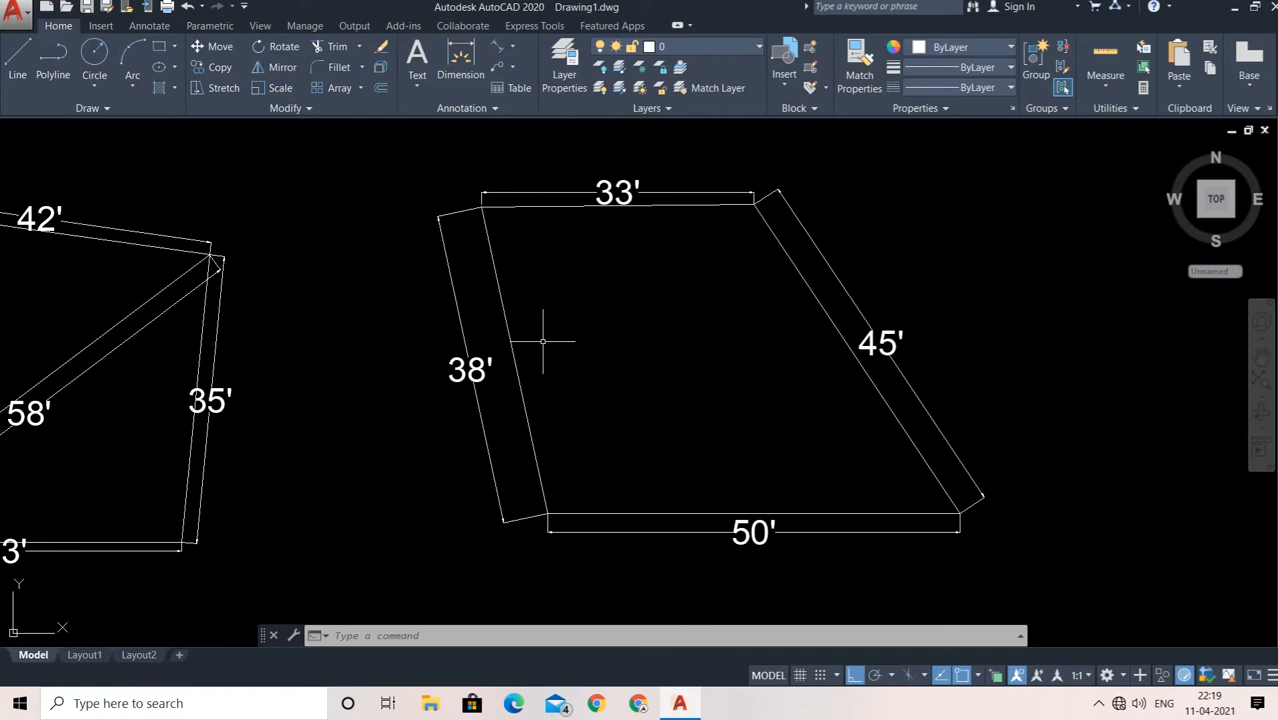 Autodesk AutoCAD 2020 Drawing1.dwg
Type a keyword or phrase
Sign In
Home Insert Annotate Parametric View Manage Output Add-ins Collaborate Express Tools Featured Apps
Line Polyline Circle Arc
Move Rotate Trim
Copy Mirror Fillet
Stretch Scale Array
Text Dimension Table
Layer Properties
0
Match Layer
Insert
Match Properties
ByLayer
ByLayer
ByLayer
Group
Measure
Paste
Base
Draw Modify Annotation Layers Block Properties Groups Utilities Clipboard View
N
W TOP E
S
Unnamed
42'
58'
35'
3'
33'
38'
45'
50'
Y
X
Type a command
Model Layout1 Layout2 +
MODEL
1:1
Type here to search
4
A
ENG
22:19
11-04-2021